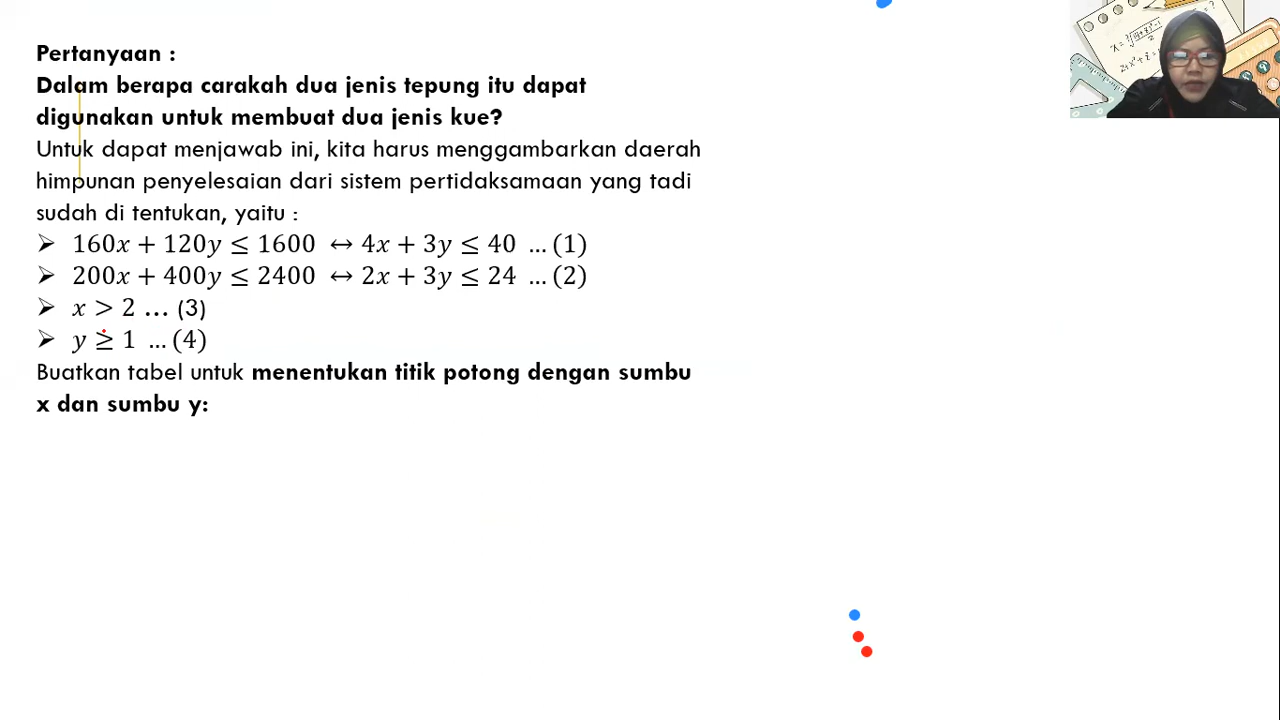 Pertanyaan :
Dalam berapa carakah dua jenis tepung itu dapat
digunakan untuk membuat dua jenis kue?
Untuk dapat menjawab ini, kita harus menggambarkan daerah
himpunan penyelesaian dari sistem pertidaksamaan yang tadi
sudah di tentukan, yaitu :
➢ 160𝑥 + 120𝑦 ≤ 1600 ↔ 4𝑥 + 3𝑦 ≤ 40 … (1)
➢ 200𝑥 + 400𝑦 ≤ 2400 ↔ 2𝑥 + 3𝑦 ≤ 24 … (2)
➢ 𝑥 > 2 … (3)
➢ 𝑦 ≥ 1 … (4)
Buatkan tabel untuk menentukan titik potong dengan sumbu
x dan sumbu y: